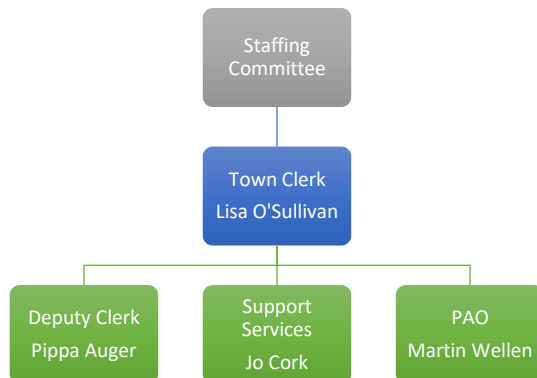 Staffing
Committee
Town Clerk
Lisa O'Sullivan
Deputy Clerk
Pippa Auger
Support
Services
Jo Cork
PAO
Martin Wellen